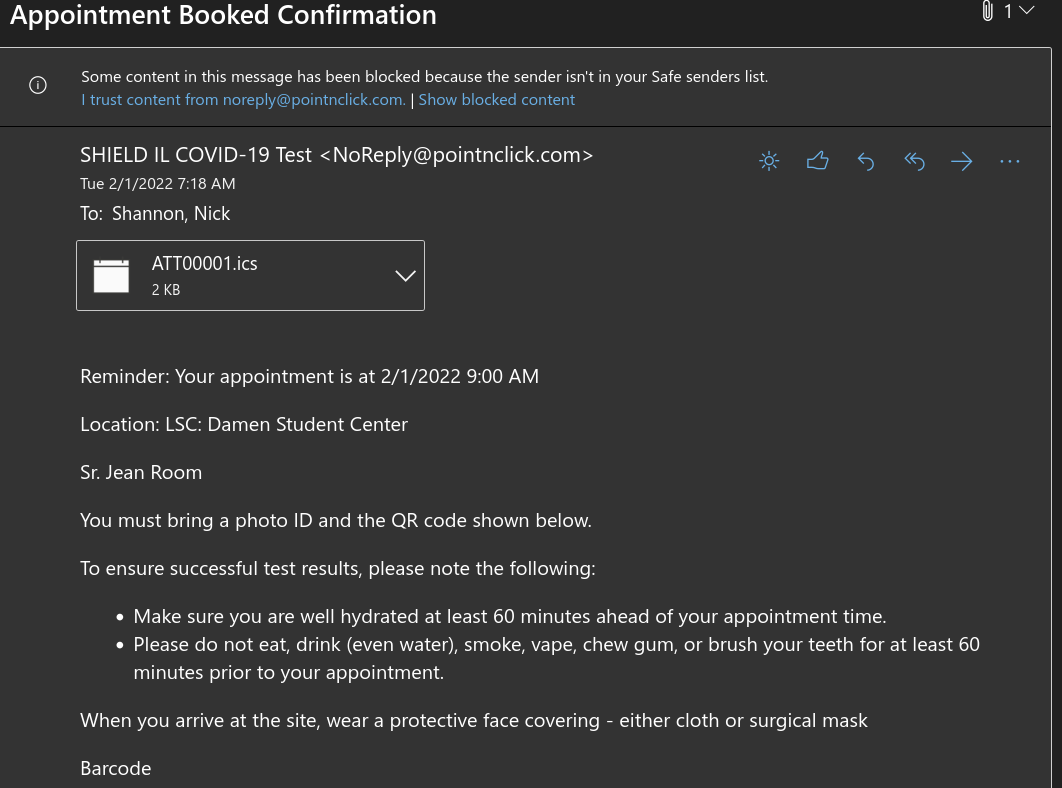 Appointment Booked Confirmation
1
Some content in this message has been blocked because the sender isn't in your Safe senders list.
I trust content from noreply@pointnclick.com. | Show blocked content
SHIELD IL COVID-19 Test <NoReply@pointnclick.com>
Tue 2/1/2022 7:18 AM
To: Shannon, Nick
ATT00001.ics
2 KB
Reminder: Your appointment is at 2/1/2022 9:00 AM
Location: LSC: Damen Student Center
Sr. Jean Room
You must bring a photo ID and the QR code shown below.
To ensure successful test results, please note the following:
• Make sure you are well hydrated at least 60 minutes ahead of your appointment time.
• Please do not eat, drink (even water), smoke, vape, chew gum, or brush your teeth for at least 60
minutes prior to your appointment.
When you arrive at the site, wear a protective face covering - either cloth or surgical mask
Barcode